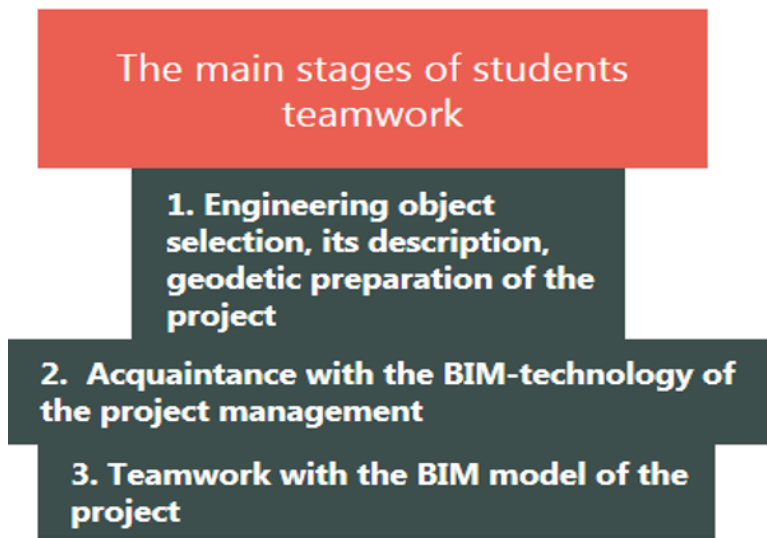 The main stages of students
teamwork
1. Engineering object
selection, its description,
geodetic preparation of the
project
2.  Acquaintance with the BIM-technology of
the project management
3. Teamwork with the BIM model of the
project